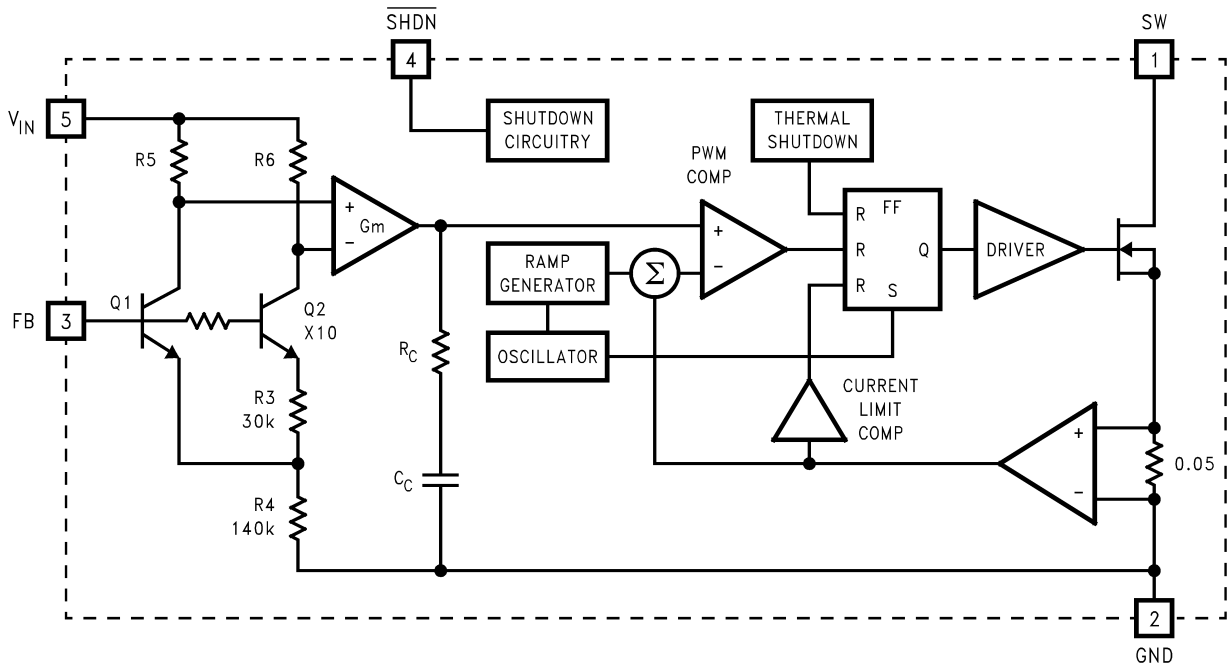 SHDN
4
SW
1
V_IN
5
R5
R6
SHUTDOWN
CIRCUITRY
THERMAL
SHUTDOWN
PWM
COMP
+
−
Gm
RAMP
GENERATOR
Σ
+
−
R
R
R
FF
Q
S
DRIVER
FB
3
Q1
Q2
X10
OSCILLATOR
R_C
R3
30k
CURRENT
LIMIT
COMP
C_C
R4
140k
+
−
0.05
2
GND